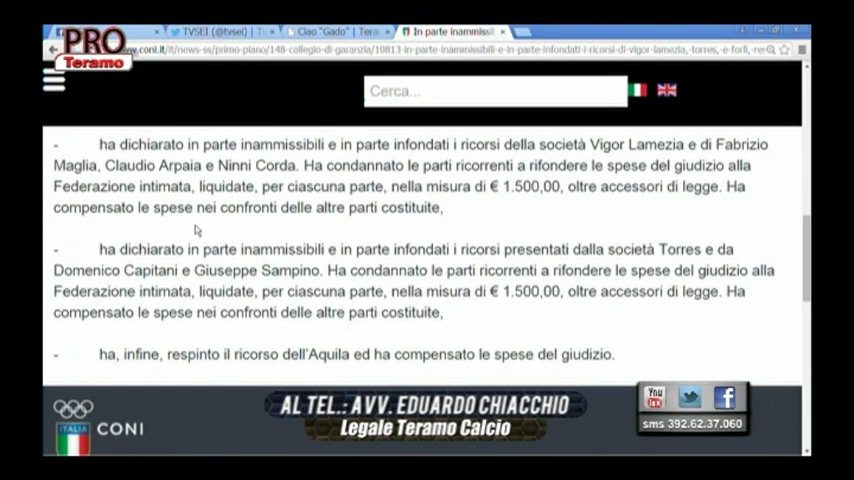 PRO
Teramo
TVSEI (@tvsei) | Tv
Ciao "Gado" | Teram
In parte inammissil
www.coni.it/it/news-ss/primo-piano/148-collegio-di-garanzia/10813-in-parte-inammissibili-e-in-parte-infondati-i-ricorsi-di-vigor-lamezia,-torres,-e-forlì,-res
Cerca...
- ha dichiarato in parte inammissibili e in parte infondati i ricorsi della società Vigor Lamezia e di Fabrizio
Maglia, Claudio Arpaia e Ninni Corda. Ha condannato le parti ricorrenti a rifondere le spese del giudizio alla
Federazione intimata, liquidate, per ciascuna parte, nella misura di € 1.500,00, oltre accessori di legge. Ha
compensato le spese nei confronti delle altre parti costituite,
- ha dichiarato in parte inammissibili e in parte infondati i ricorsi presentati dalla società Torres e da
Domenico Capitani e Giuseppe Sampino. Ha condannato le parti ricorrenti a rifondere le spese del giudizio alla
Federazione intimata, liquidate, per ciascuna parte, nella misura di € 1.500,00, oltre accessori di legge. Ha
compensato le spese nei confronti delle altre parti costituite,
- ha, infine, respinto il ricorso dell'Aquila ed ha compensato le spese del giudizio.
ITALIA
CONI
AL TEL.: AVV. EDUARDO CHIACCHIO
Legale Teramo Calcio
You
sms 392.62.37.060